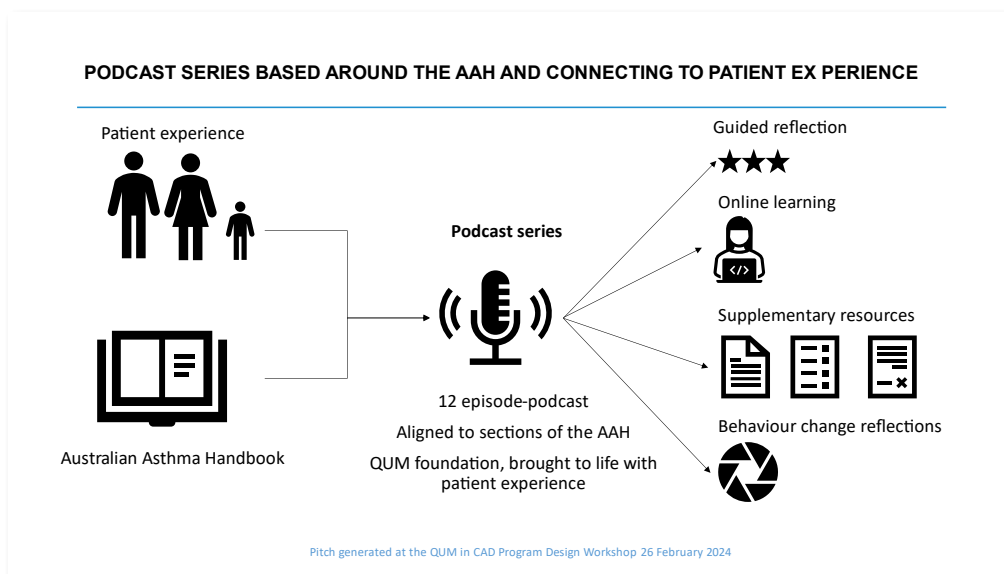 PODCAST SERIES BASED AROUND THE AAH AND CONNECTING TO PATIENT EX PERIENCE
Patient experience
Australian Asthma Handbook
Podcast series
12 episode-podcast
Aligned to sections of the AAH
QUM foundation, brought to life with
patient experience
Guided reflection
Online learning
</>
Supplementary resources
Behaviour change reflections
Pitch generated at the QUM in CAD Program Design Workshop 26 February 2024